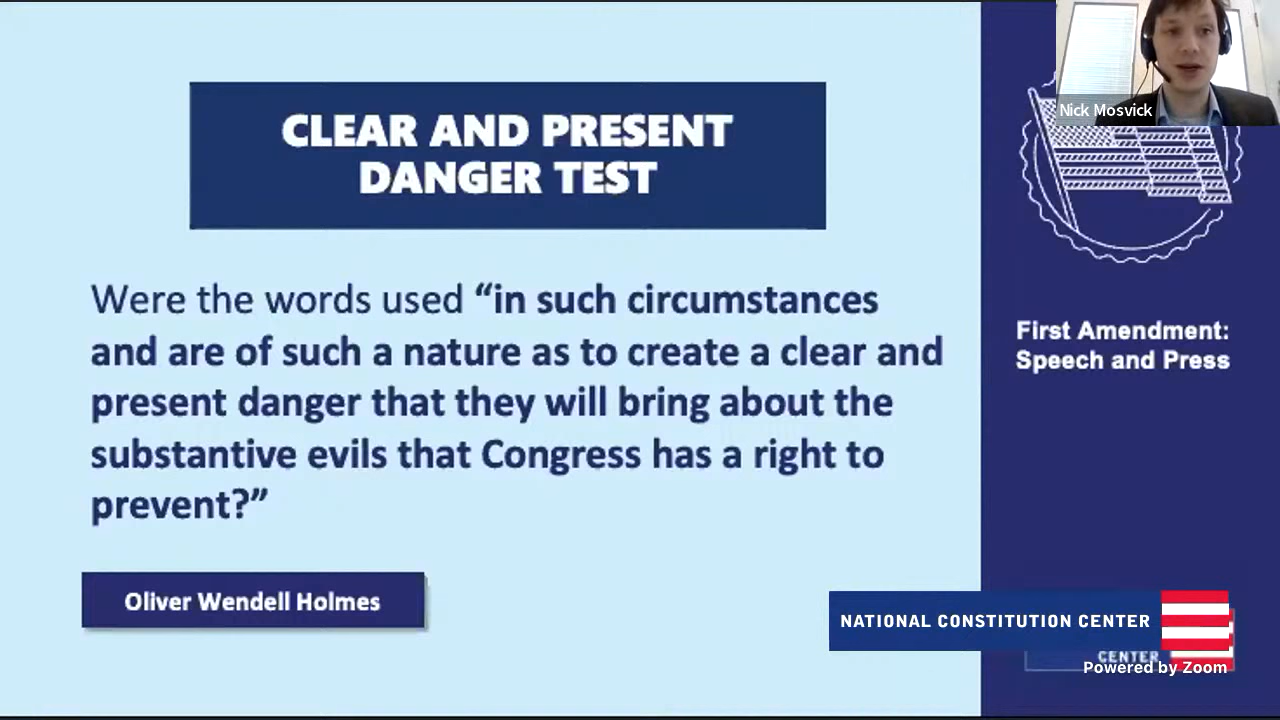 CLEAR AND PRESENT
DANGER TEST
Were the words used “in such circumstances
and are of such a nature as to create a clear and
present danger that they will bring about the
substantive evils that Congress has a right to
prevent?”
Oliver Wendell Holmes
Nick Mosvick
First Amendment:
Speech and Press
NATIONAL CONSTITUTION CENTER
CENTER
Powered by Zoom